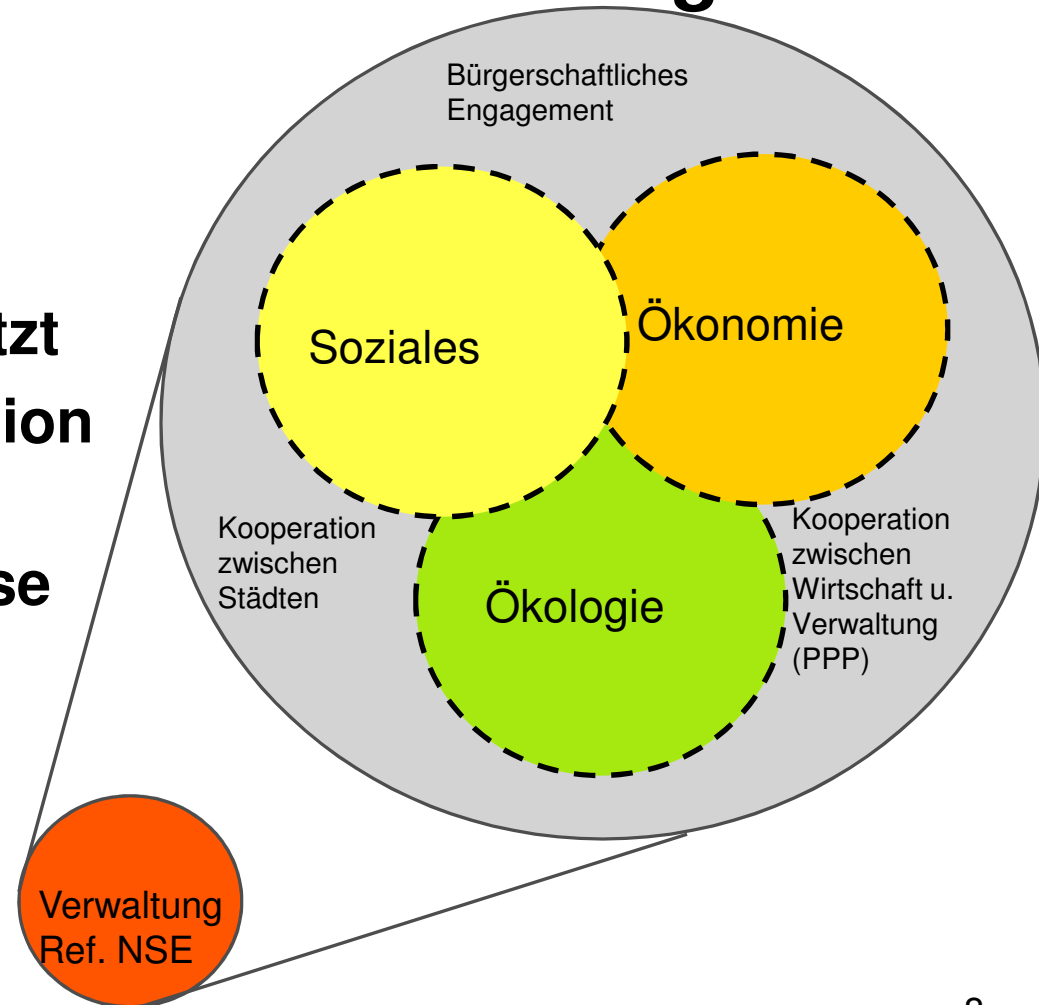 g
Bürgerschaftliches
Engagement
tzt
ion
se
Soziales
Ökonomie
Ökologie
Kooperation
zwischen
Städten
Kooperation
zwischen
Wirtschaft u.
Verwaltung
(PPP)
Verwaltung
Ref. NSE